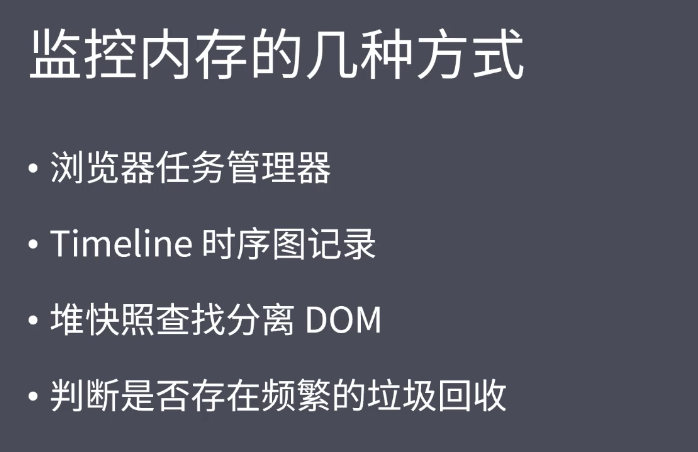 监控内存的几种方式
• 浏览器任务管理器
• Timeline 时序图记录
• 堆快照查找分离 DOM
• 判断是否存在频繁的垃圾回收